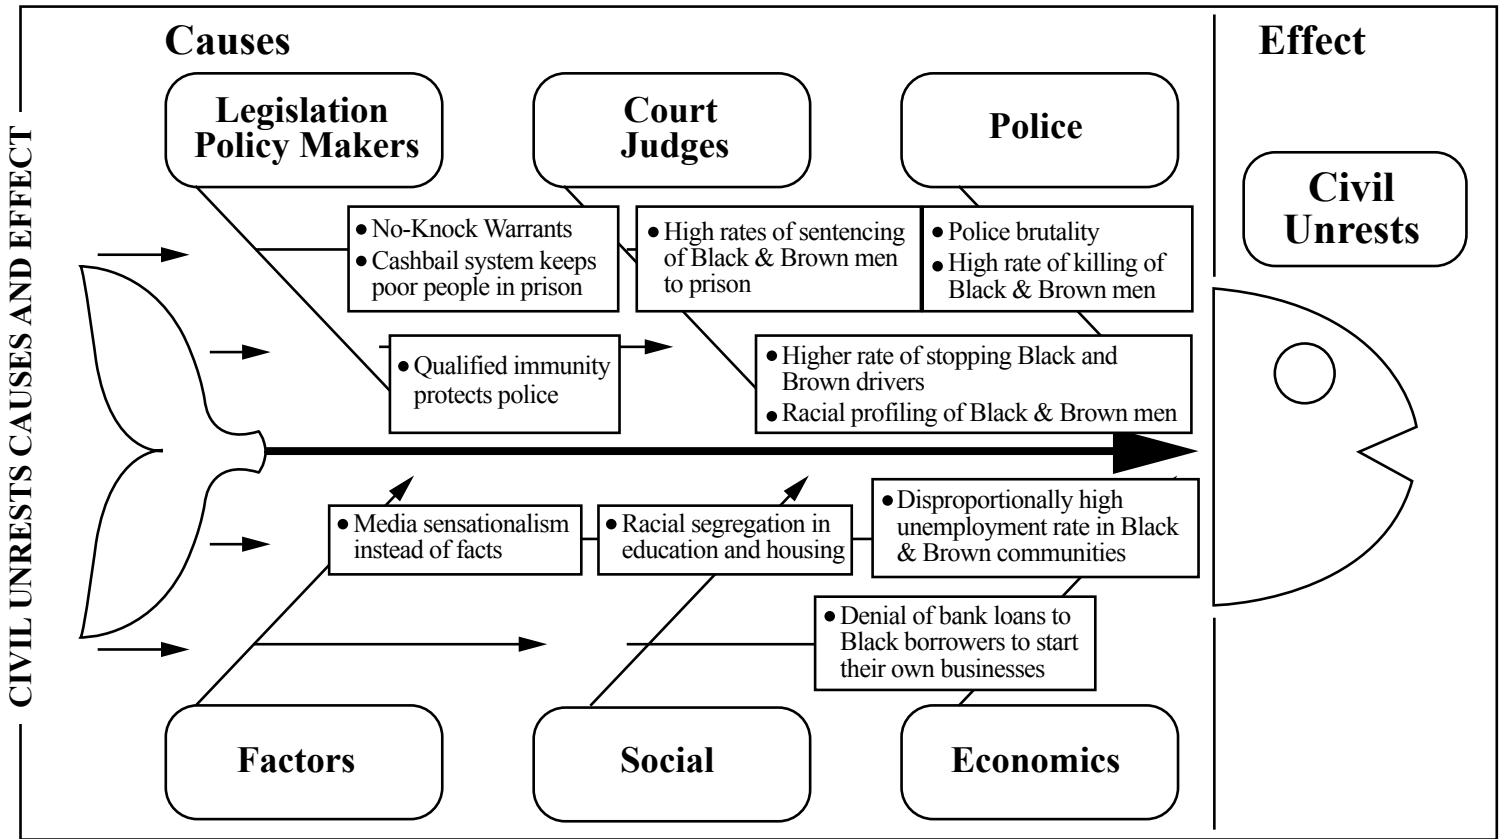 Causes
Effect
CIVIL UNRESTS CAUSES AND EFFECT
Legislation
Policy Makers
Court
Judges
Police
Civil
Unrests
No-Knock Warrants
Cashbail system keeps
poor people in prison
High rates of sentencing
of Black & Brown men
to prison
Police brutality
High rate of killing of
Black & Brown men
Qualified immunity
protects police
Higher rate of stopping Black and
Brown drivers
Racial profiling of Black & Brown men
Media sensationalism
instead of facts
Racial segregation in
education and housing
Disproportionally high
unemployment rate in Black
& Brown communities
Denial of bank loans to
Black borrowers to start
their own businesses
Factors
Social
Economics